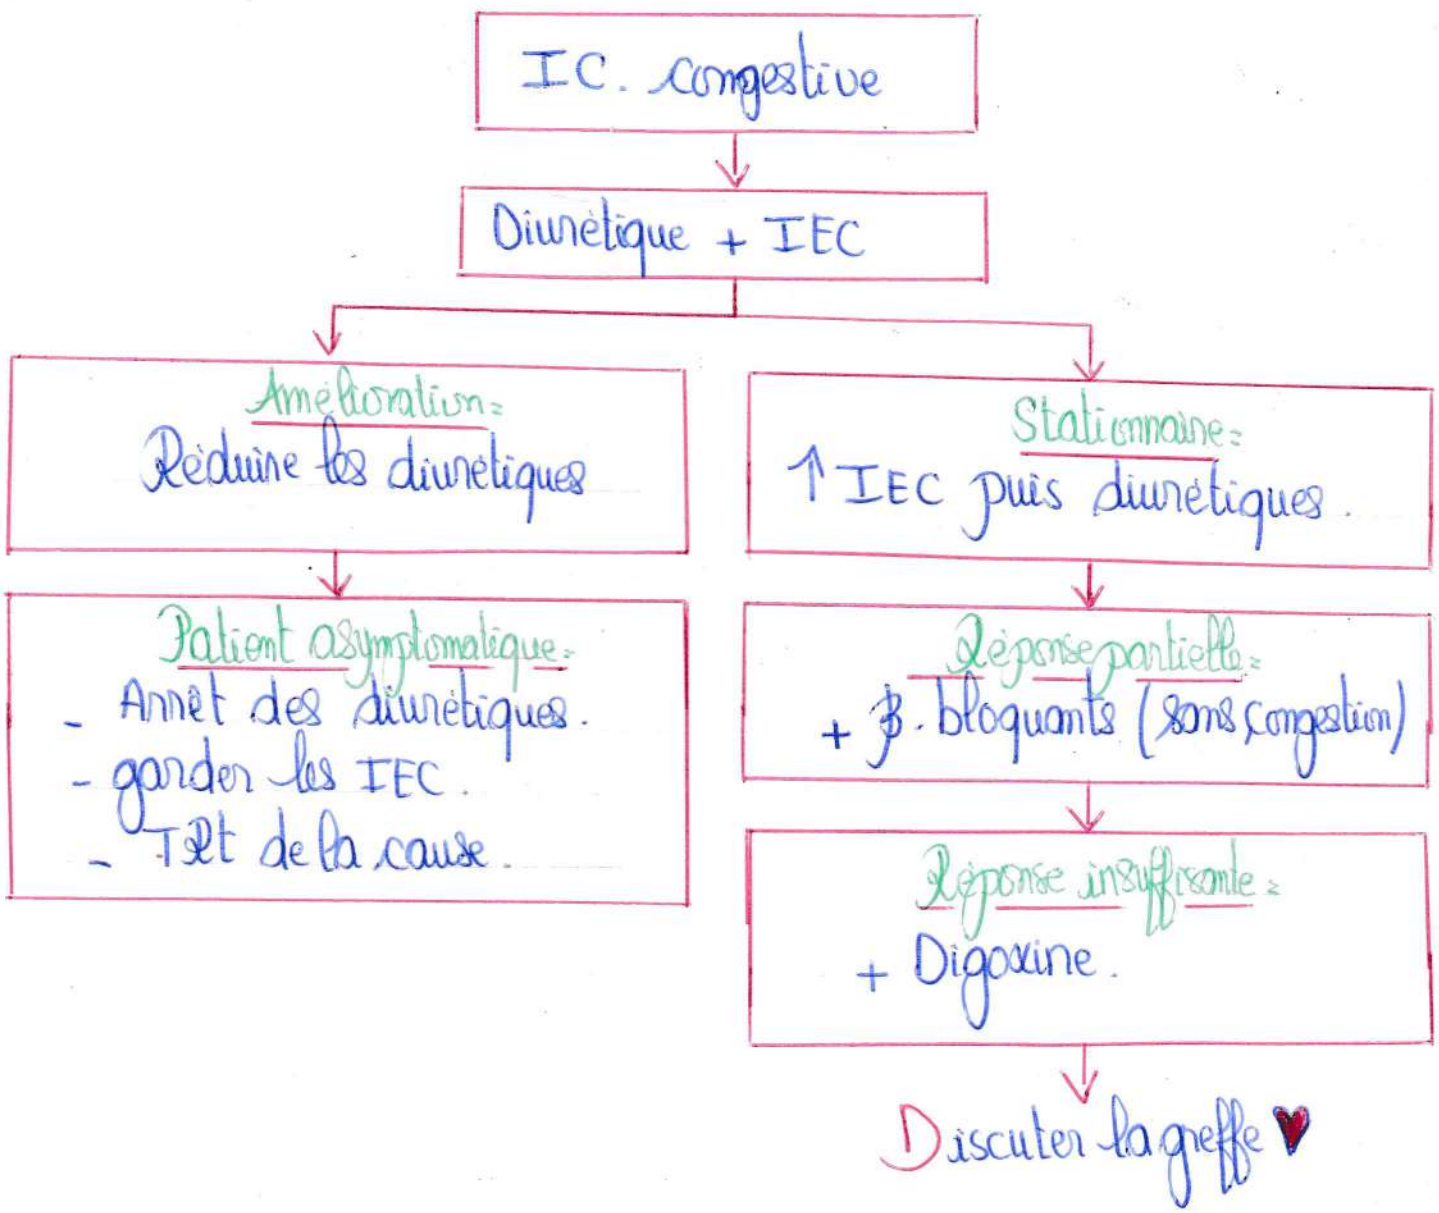 IC. congestive
Diurétique + IEC
Amélioration:
Réduire les diurétiques
Patient asymptomatique:
- Arrêt des diurétiques.
- garder les IEC.
- TRt de la cause.
Stationnaire:
↑ IEC puis diurétiques.
Réponse partielle:
+ β. bloquants (sans congestion)
Réponse insuffisante:
+ Digoxine.
Discuter la greffe ♥